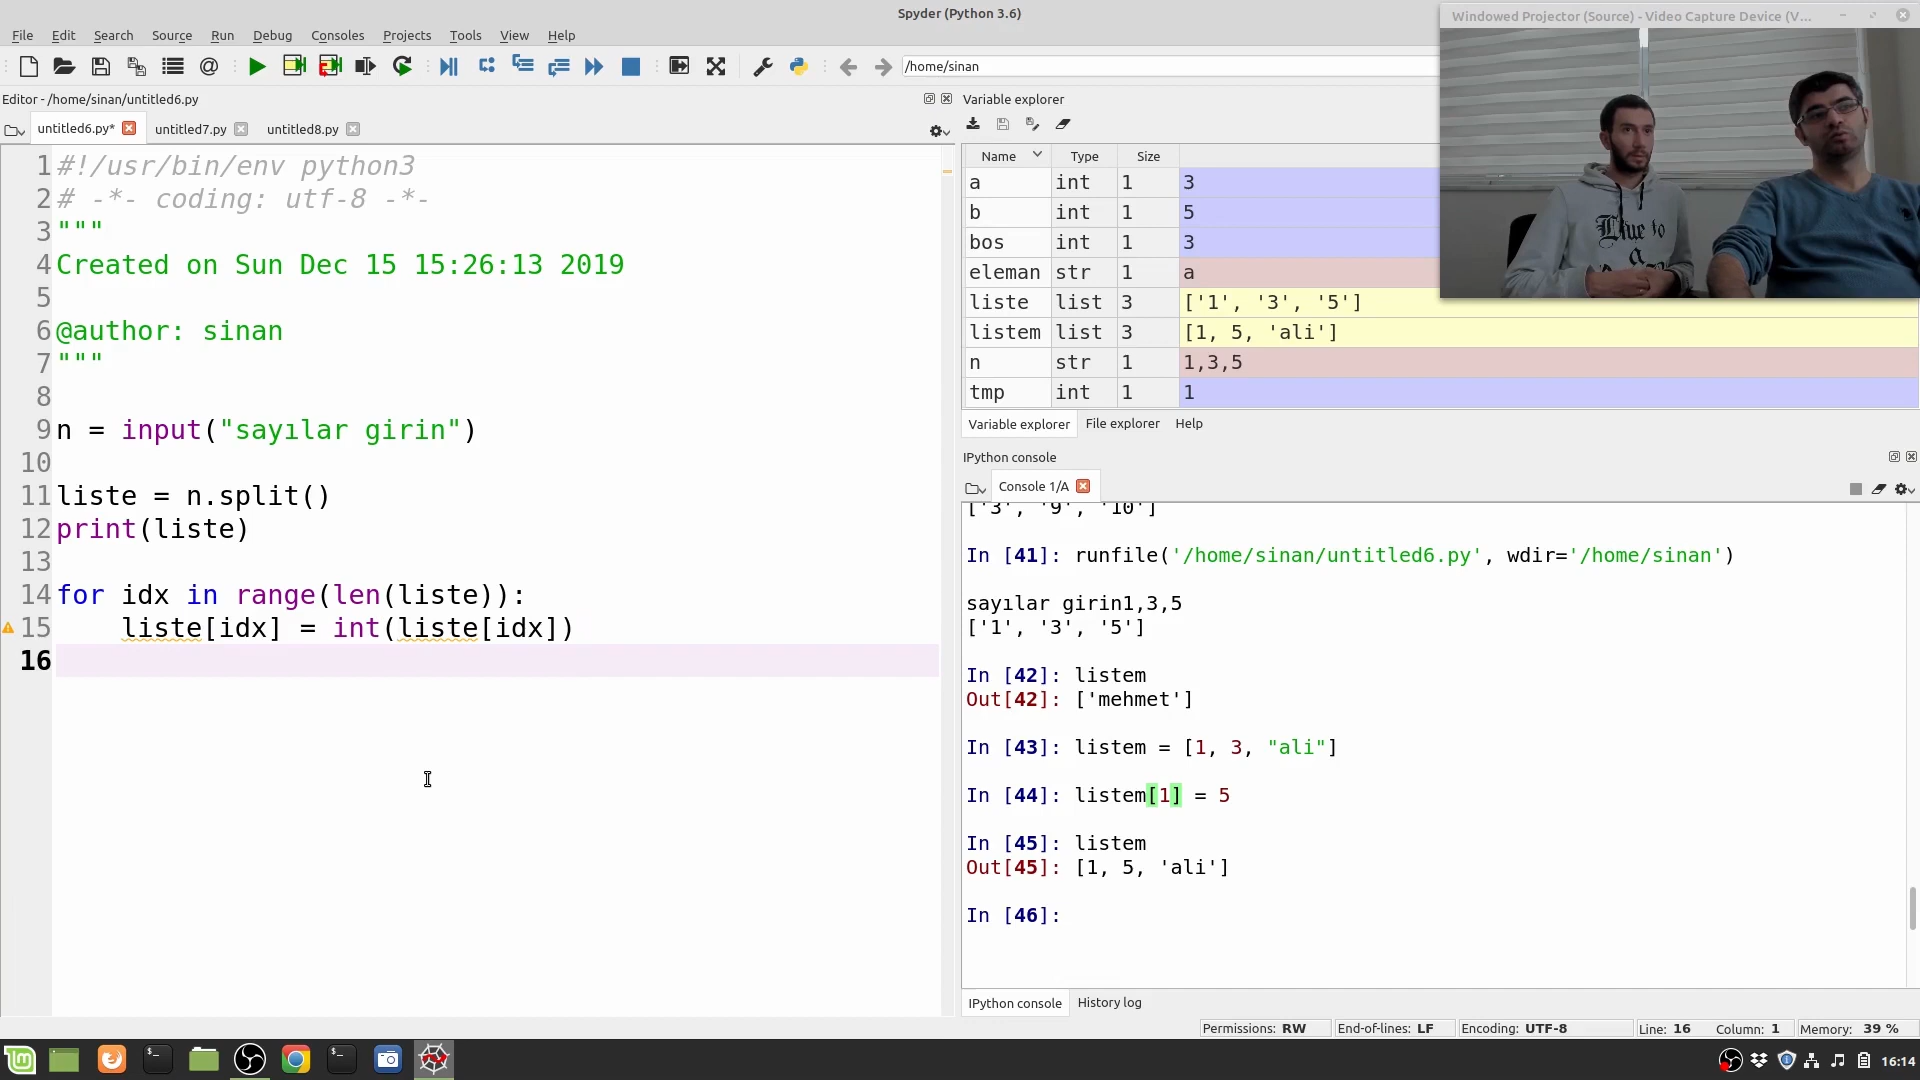 Spyder (Python 3.6)
Windowed Projector (Source) - Video Capture Device (V...
File Edit Search Source Run Debug Consoles Projects Tools View Help
/home/sinan
Editor - /home/sinan/untitled6.py
untitled6.py* untitled7.py untitled8.py
1 #!/usr/bin/env python3
2 # -*- coding: utf-8 -*-
3 """
4 Created on Sun Dec 15 15:26:13 2019
5
6 @author: sinan
7 """
8
9 n = input("sayılar girin")
10
11 liste = n.split()
12 print(liste)
13
14 for idx in range(len(liste)):
15 liste[idx] = int(liste[idx])
16
Variable explorer
Name Type Size
a int 1 3
b int 1 5
bos int 1 3
eleman str 1 a
liste list 3 ['1', '3', '5']
listem list 3 [1, 5, 'ali']
n str 1 1,3,5
tmp int 1 1
Variable explorer File explorer Help
IPython console
Console 1/A
['3', '9', '10']
In [41]: runfile('/home/sinan/untitled6.py', wdir='/home/sinan')
sayılar girin1,3,5
['1', '3', '5']
In [42]: listem
Out[42]: ['mehmet']
In [43]: listem = [1, 3, "ali"]
In [44]: listem[1] = 5
In [45]: listem
Out[45]: [1, 5, 'ali']
In [46]:
IPython console History log
Permissions: RW End-of-lines: LF Encoding: UTF-8 Line: 16 Column: 1 Memory: 39 %
16:14